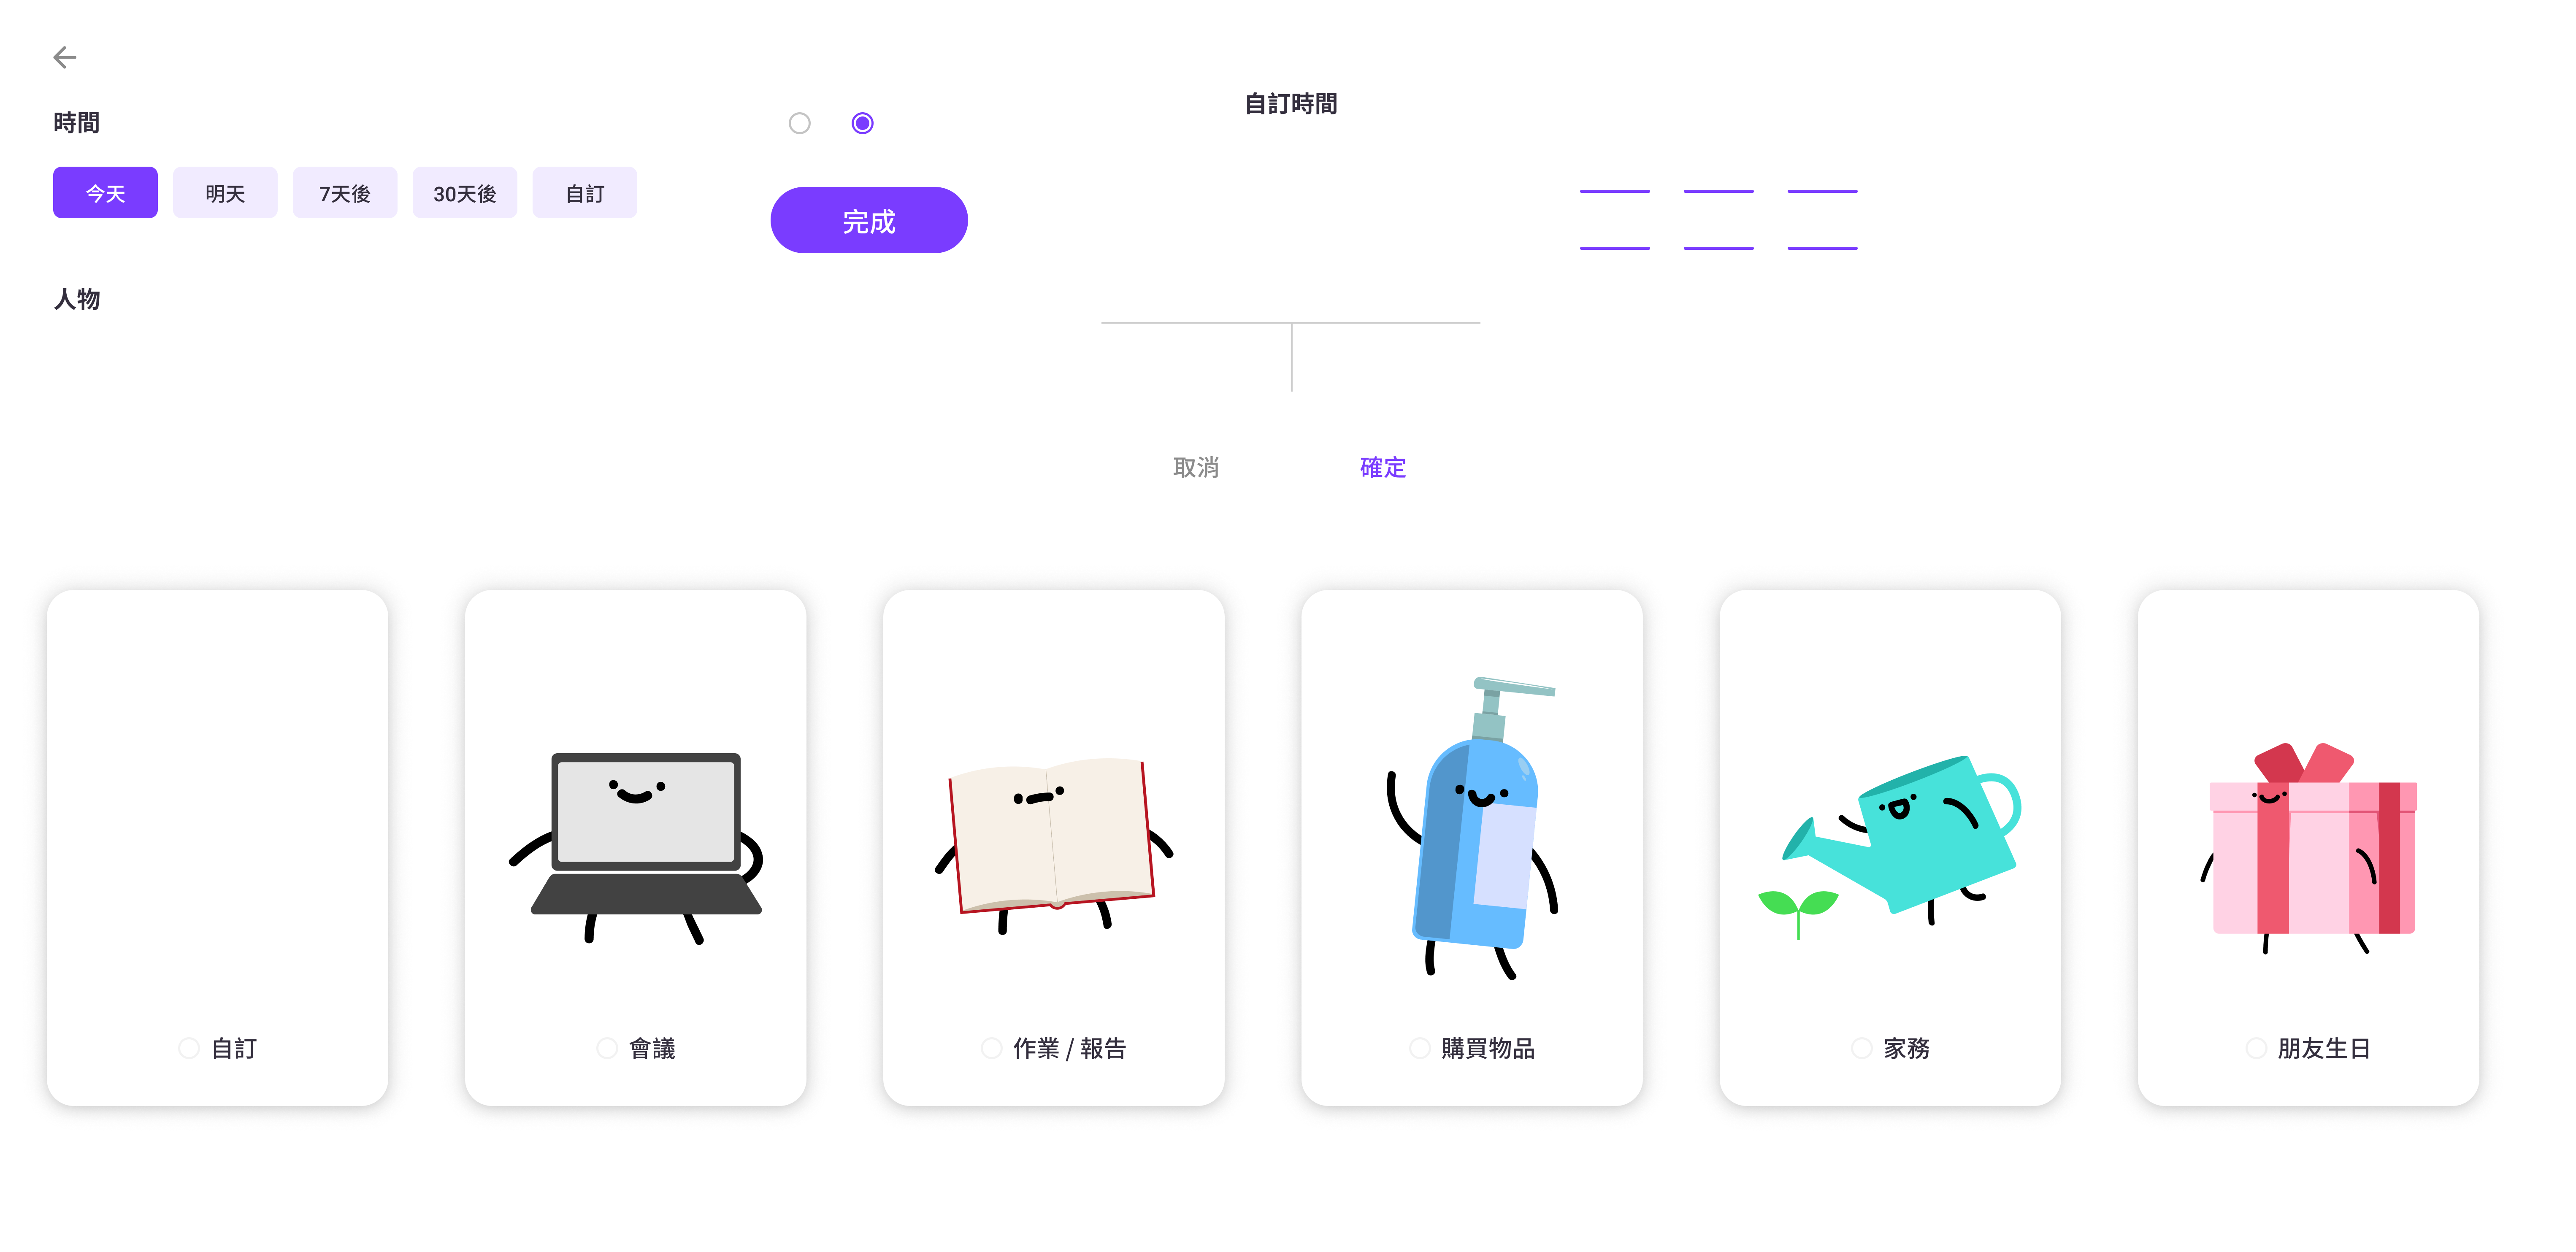 時間
今天
明天
7天後
30天後
自訂
人物
完成
自訂時間
取消
確定
自訂
會議
作業 / 報告
購買物品
家務
朋友生日